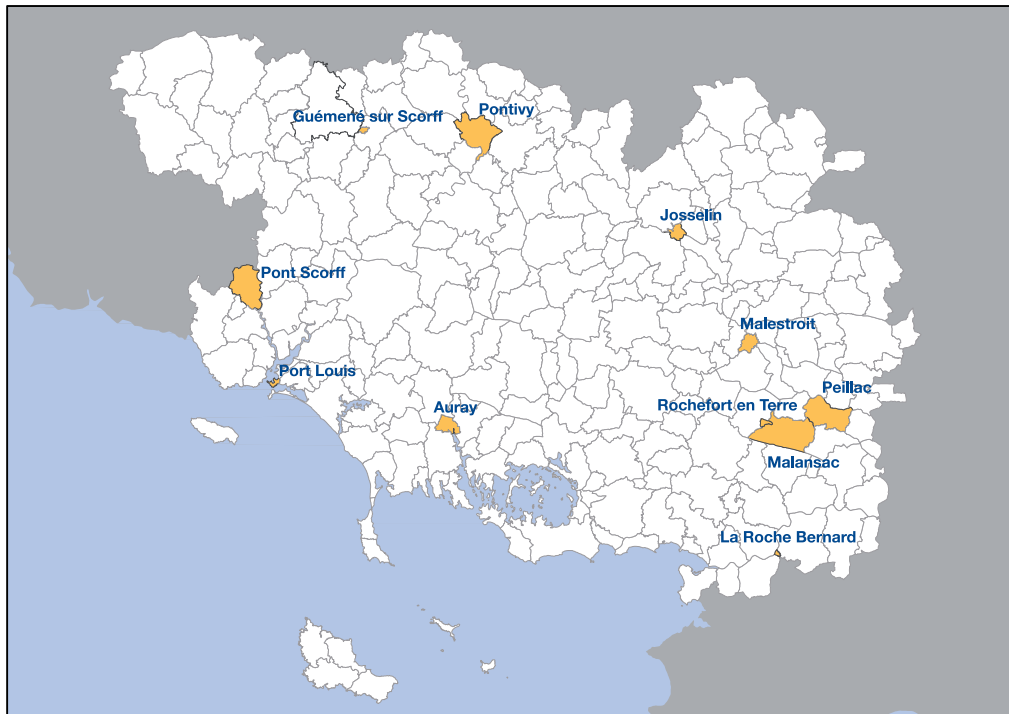 Pontivy
Guémené sur Scorff
Josselin
Pont Scorff
Malestroit
Port Louis
Peillac
Auray
Rochefort en Terre
Malansac
La Roche Bernard